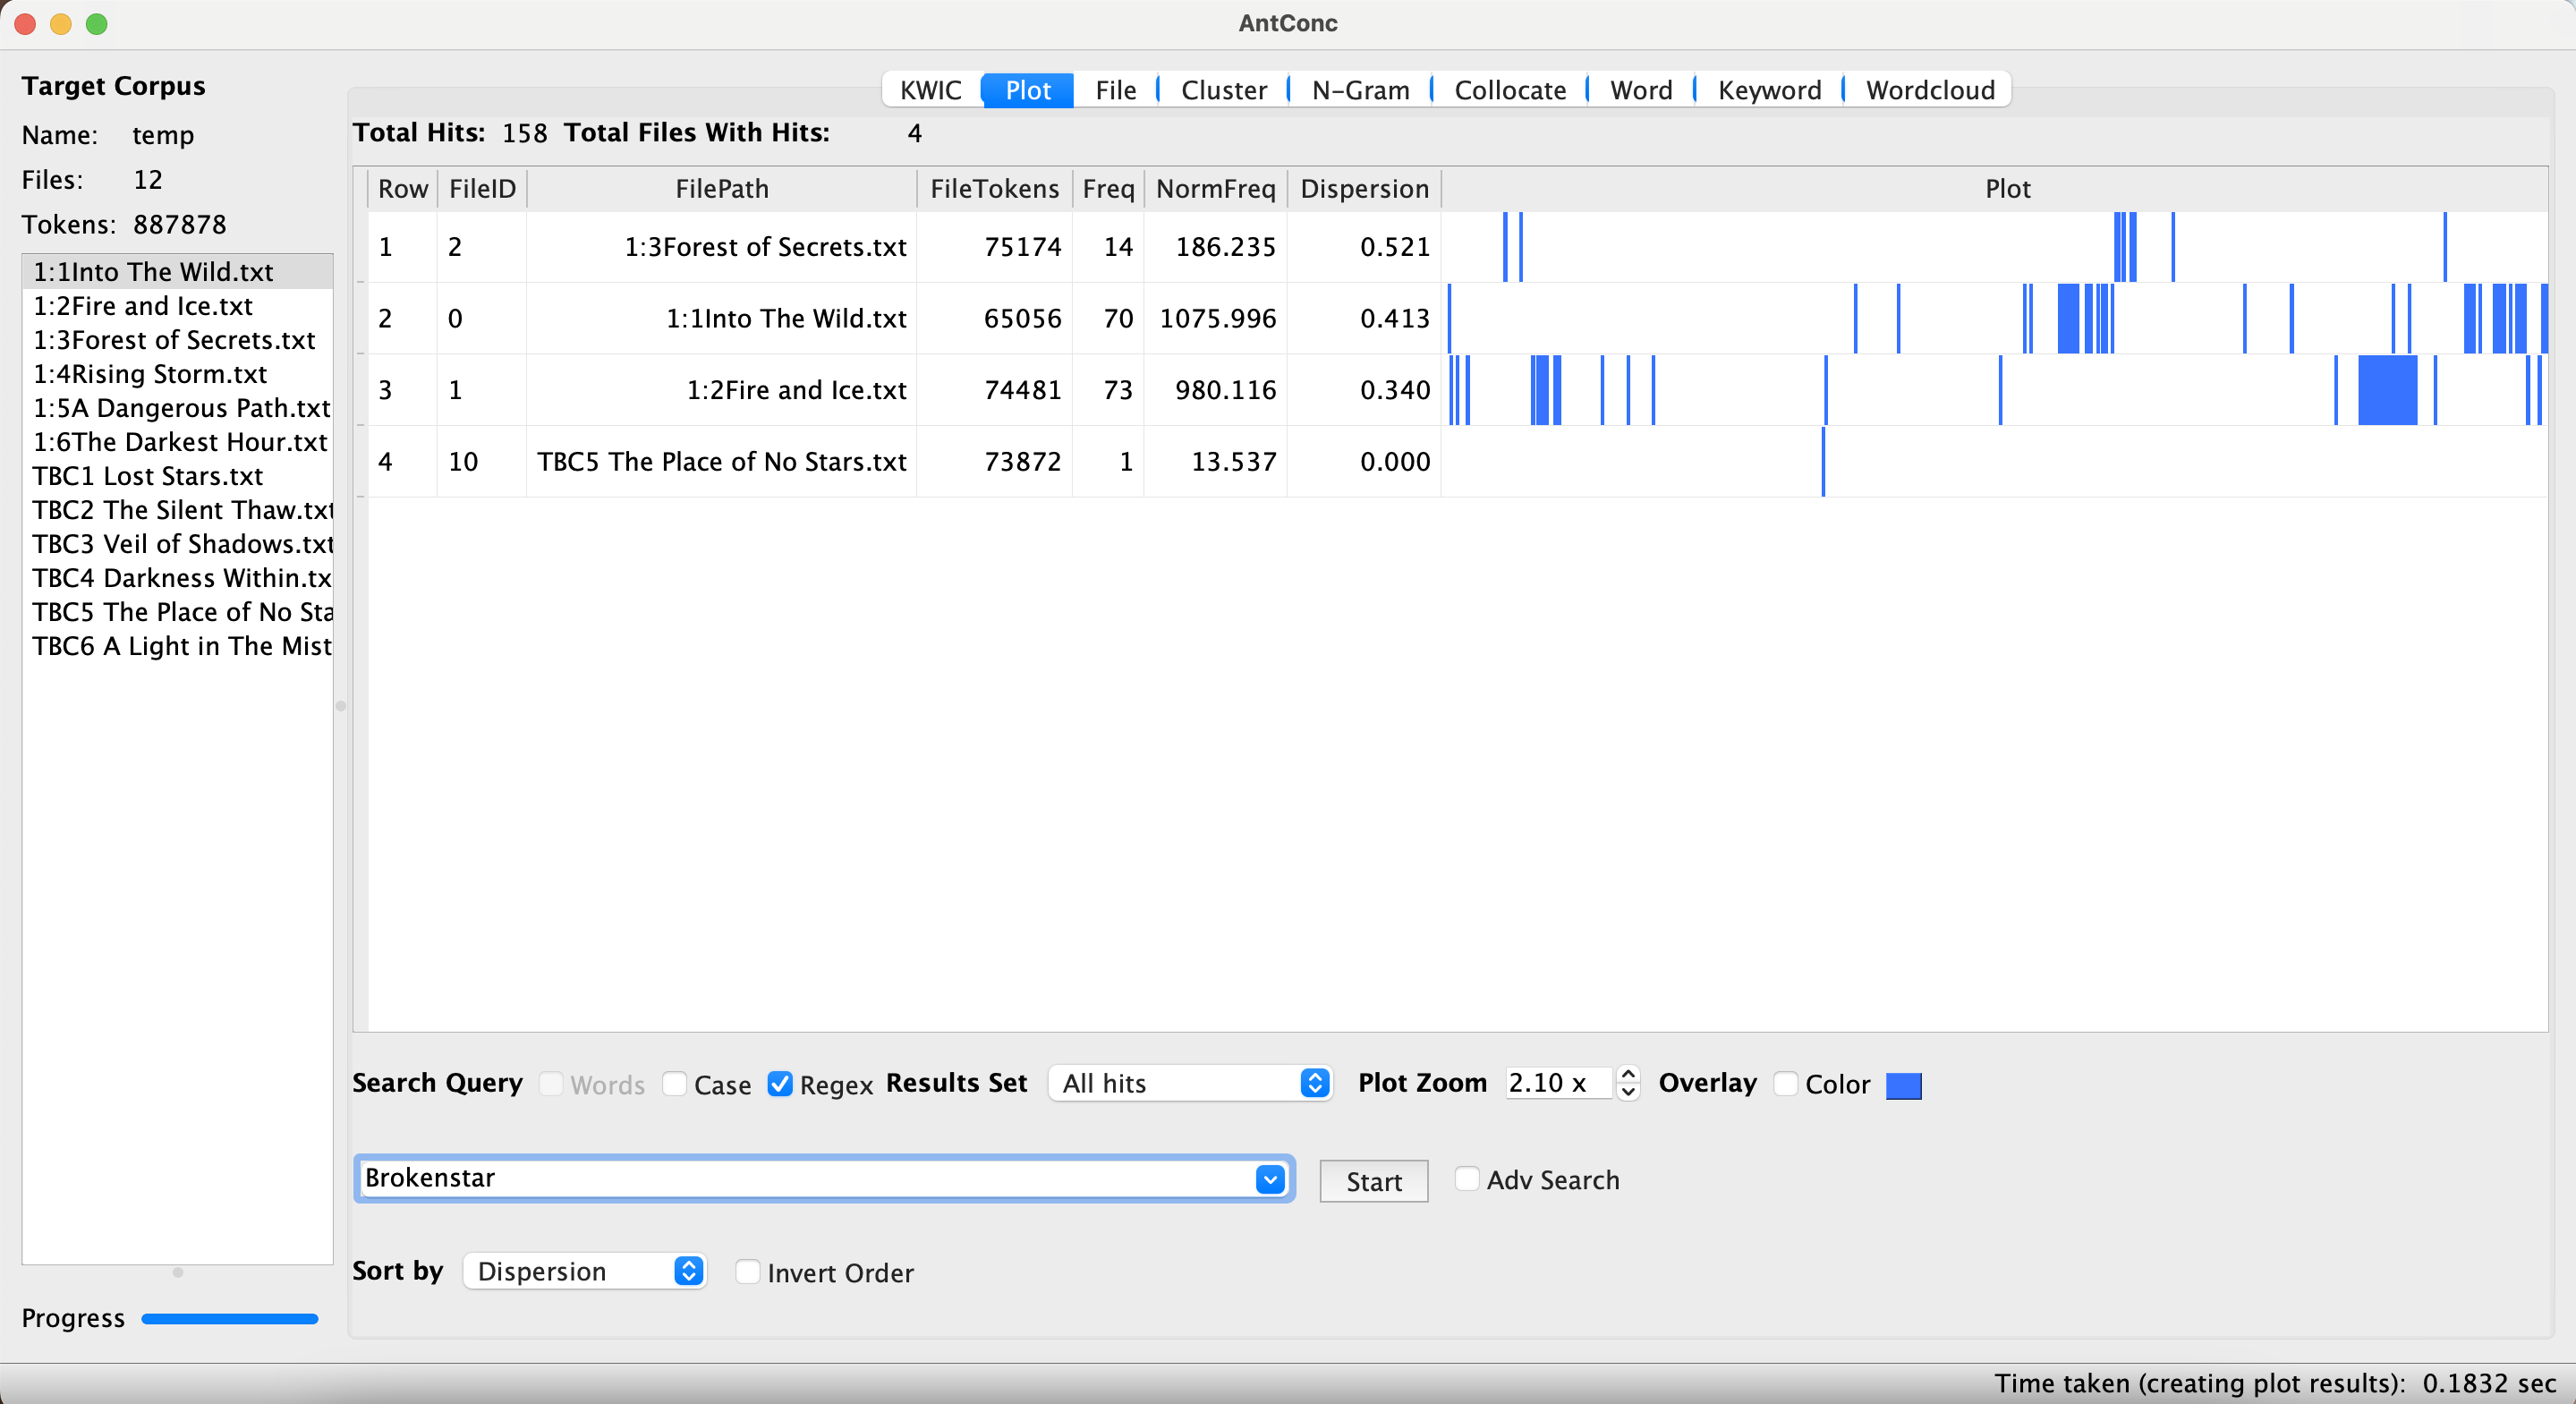 AntConc
Target Corpus
Name: temp
Files: 12
Tokens: 887878
1:1Into The Wild.txt
1:2Fire and Ice.txt
1:3Forest of Secrets.txt
1:4Rising Storm.txt
1:5A Dangerous Path.txt
1:6The Darkest Hour.txt
TBC1 Lost Stars.txt
TBC2 The Silent Thaw.txt
TBC3 Veil of Shadows.txt
TBC4 Darkness Within.tx
TBC5 The Place of No Sta
TBC6 A Light in The Mist
Progress
KWIC Plot File Cluster N-Gram Collocate Word Keyword Wordcloud
Total Hits: 158 Total Files With Hits: 4
Row FileID FilePath FileTokens Freq NormFreq Dispersion Plot
1 2 1:3Forest of Secrets.txt 75174 14 186.235 0.521
2 0 1:1Into The Wild.txt 65056 70 1075.996 0.413
3 1 1:2Fire and Ice.txt 74481 73 980.116 0.340
4 10 TBC5 The Place of No Stars.txt 73872 1 13.537 0.000
Search Query Words Case Regex Results Set All hits Plot Zoom 2.10 x Overlay Color
Brokenstar Start Adv Search
Sort by Dispersion Invert Order
Time taken (creating plot results): 0.1832 sec